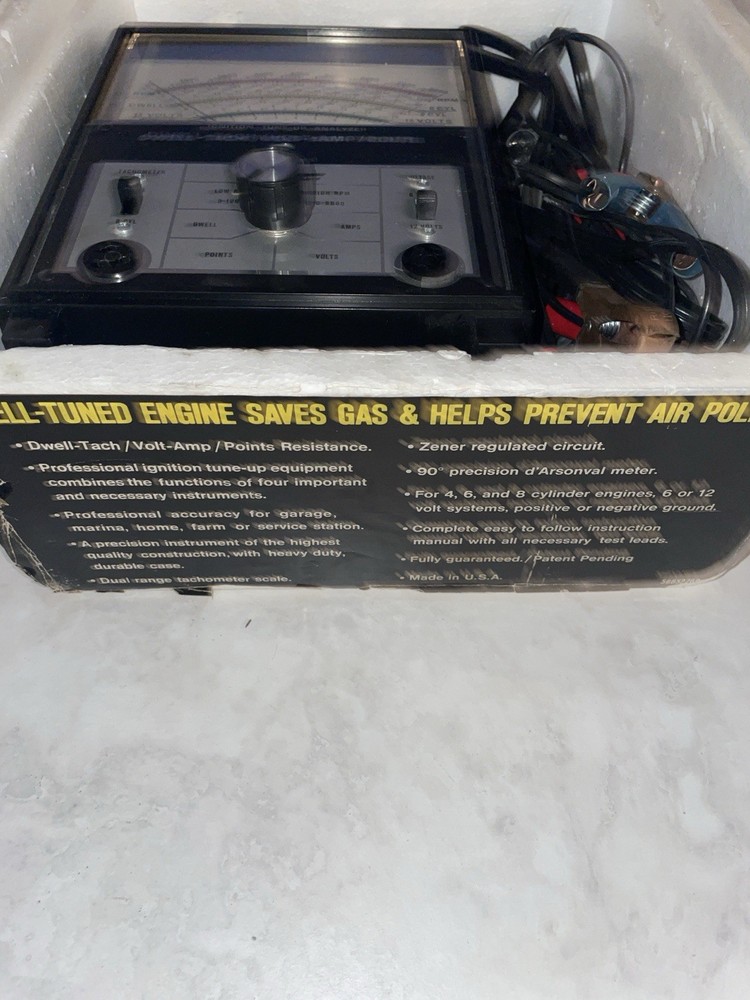 DWELL
AMPS
POINTS VOLTS
ELL-TUNED ENGINE SAVES GAS & HELPS PREVENT AIR POL
• Dwell-Tach/Volt-Amp/Points Resistance.
• Professional ignition tune-up equipment
combines the functions of four important
and necessary instruments.
• Professional accuracy for garage,
marina, home, farm or service station.
• A precision instrument of the highest
quality construction, with heavy duty,
durable case.
• Dual range tachometer scale.
• Zener regulated circuit.
• 90° precision d'Arsonval meter.
• For 4, 6, and 8 cylinder engines, 6 or 12
volt systems, positive or negative ground.
• Complete easy to follow instruction
manual with all necessary test leads.
• Fully guaranteed. / Patent Pending
• Made in U.S.A.